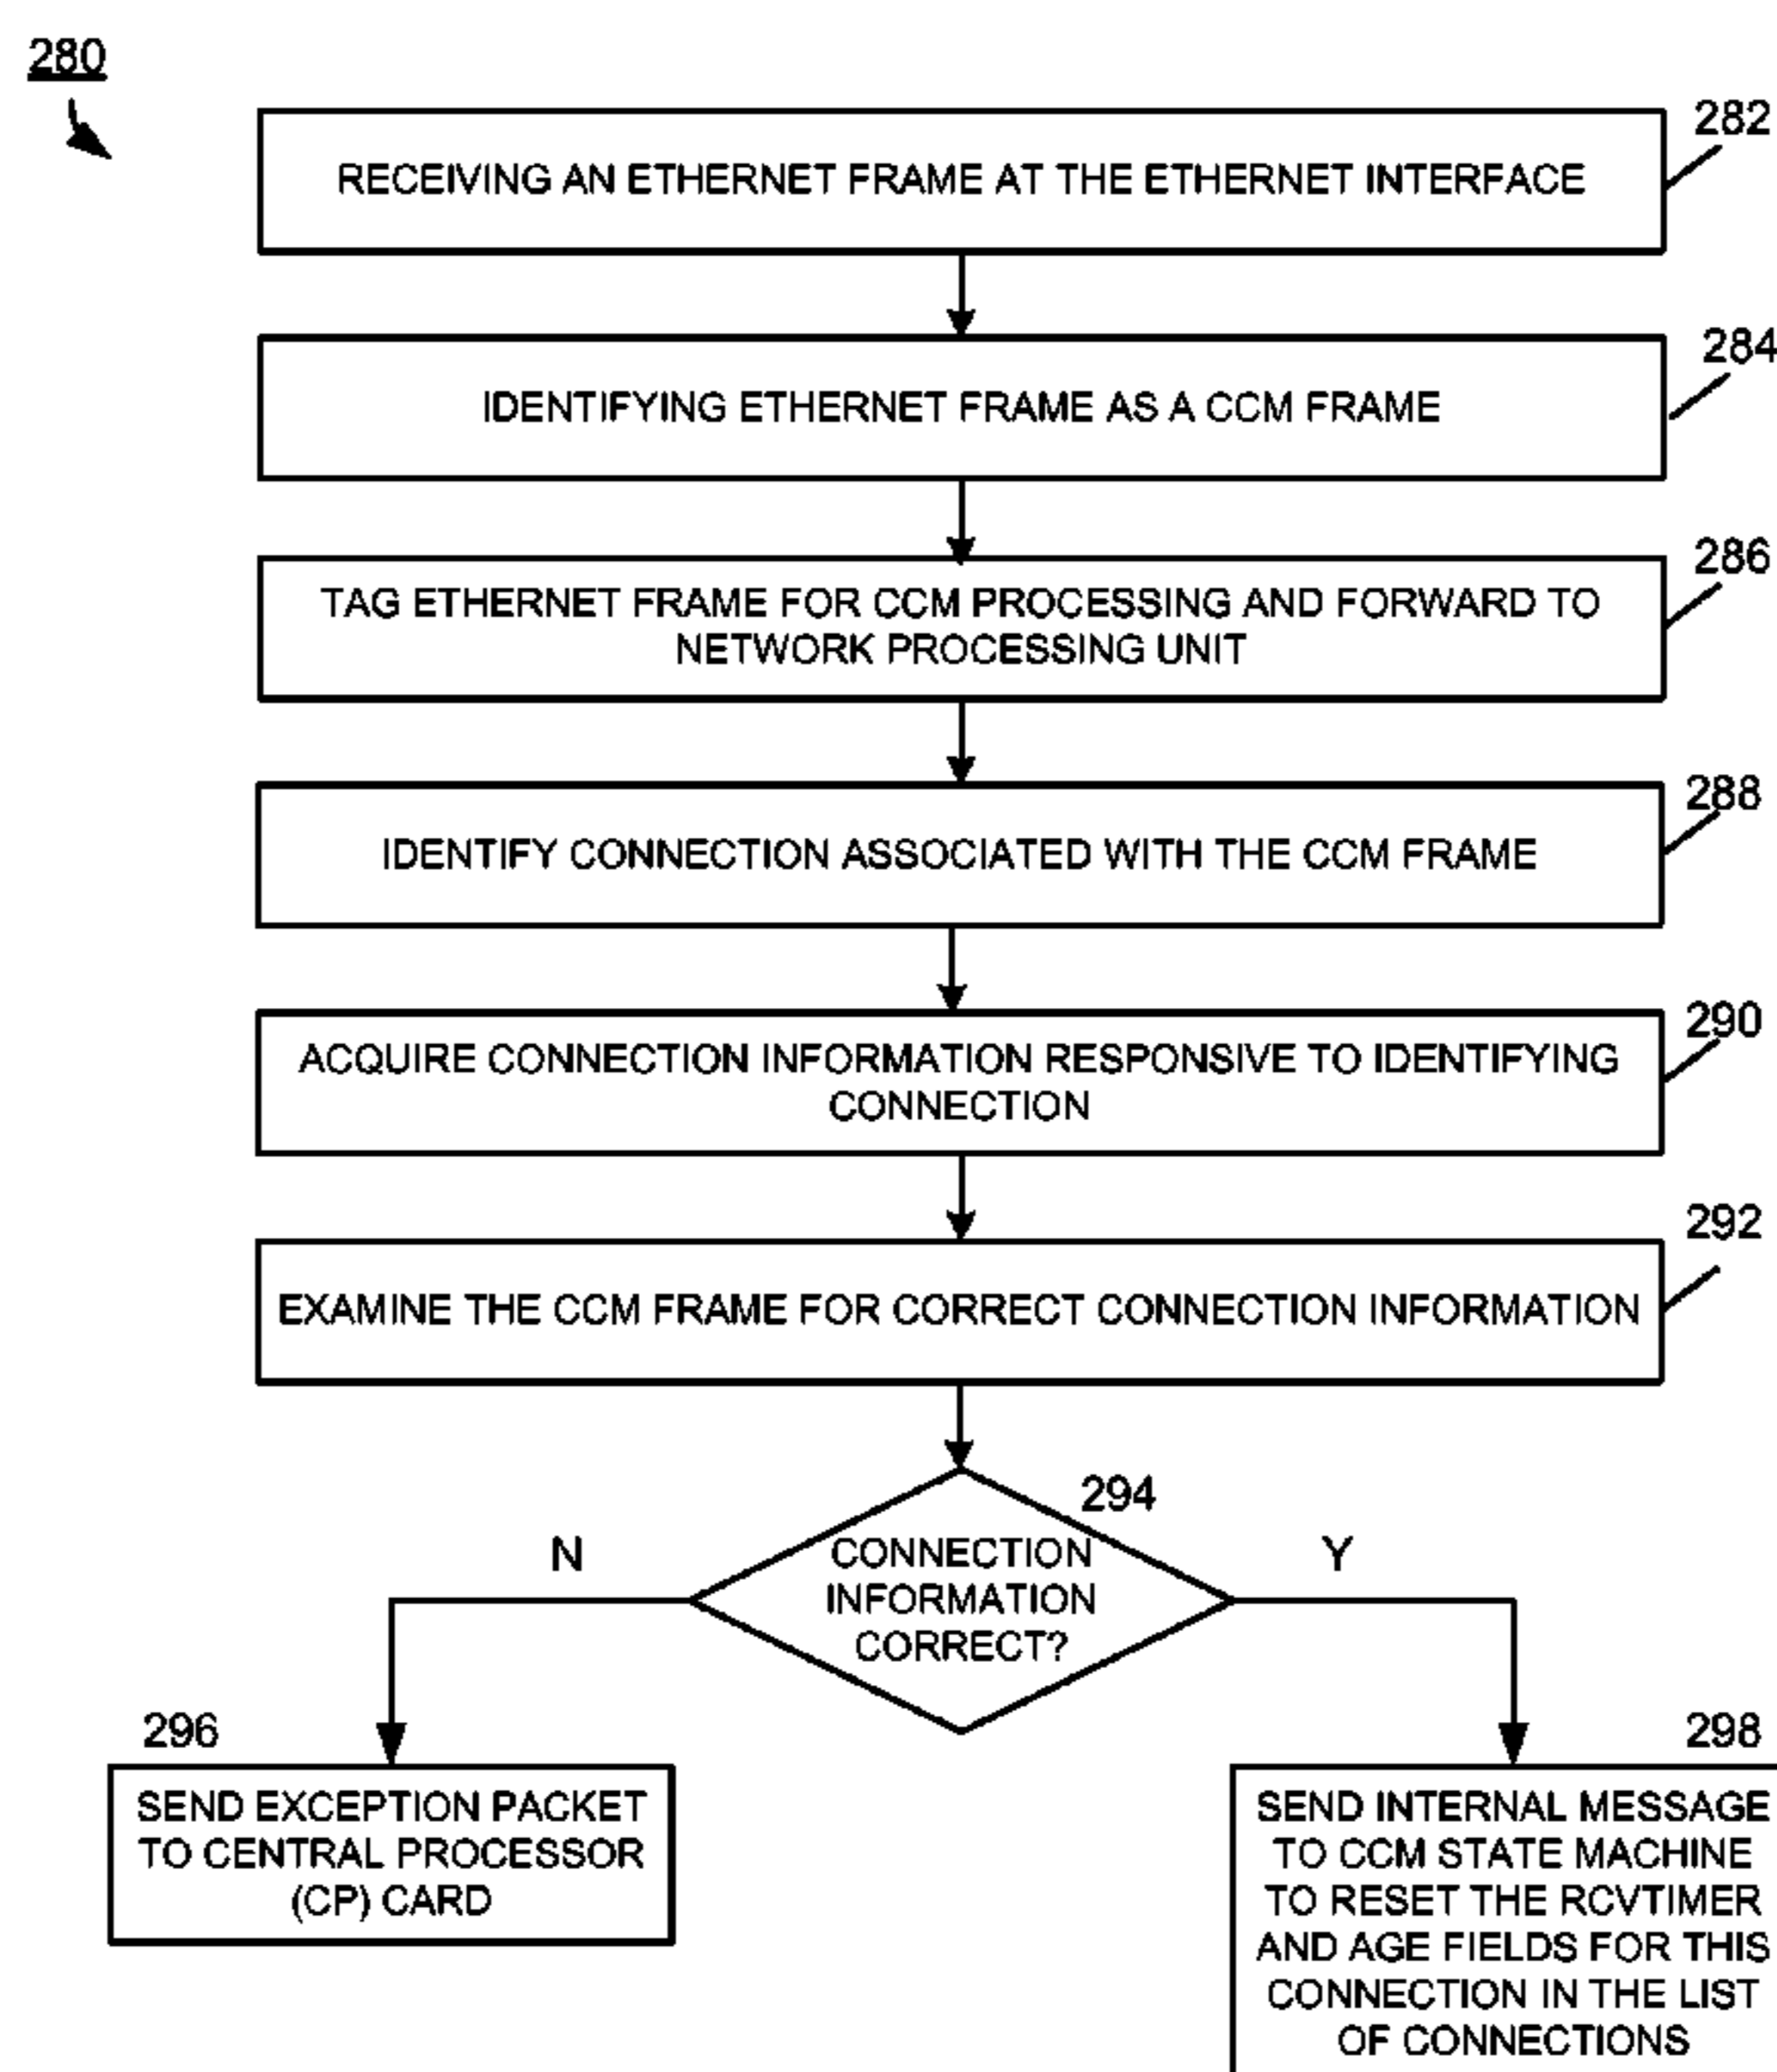 280
282
RECEIVING AN ETHERNET FRAME AT THE ETHERNET INTERFACE
284
IDENTIFYING ETHERNET FRAME AS A CCM FRAME
286
TAG ETHERNET FRAME FOR CCM PROCESSING AND FORWARD TO
NETWORK PROCESSING UNIT
288
IDENTIFY CONNECTION ASSOCIATED WITH THE CCM FRAME
290
ACQUIRE CONNECTION INFORMATION RESPONSIVE TO IDENTIFYING
CONNECTION
292
EXAMINE THE CCM FRAME FOR CORRECT CONNECTION INFORMATION
294
CONNECTION
INFORMATION
CORRECT?
N
Y
296
SEND EXCEPTION PACKET
TO CENTRAL PROCESSOR
(CP) CARD
298
SEND INTERNAL MESSAGE
TO CCM STATE MACHINE
TO RESET THE RCVTIMER
AND AGE FIELDS FOR THIS
CONNECTION IN THE LIST
OF CONNECTIONS